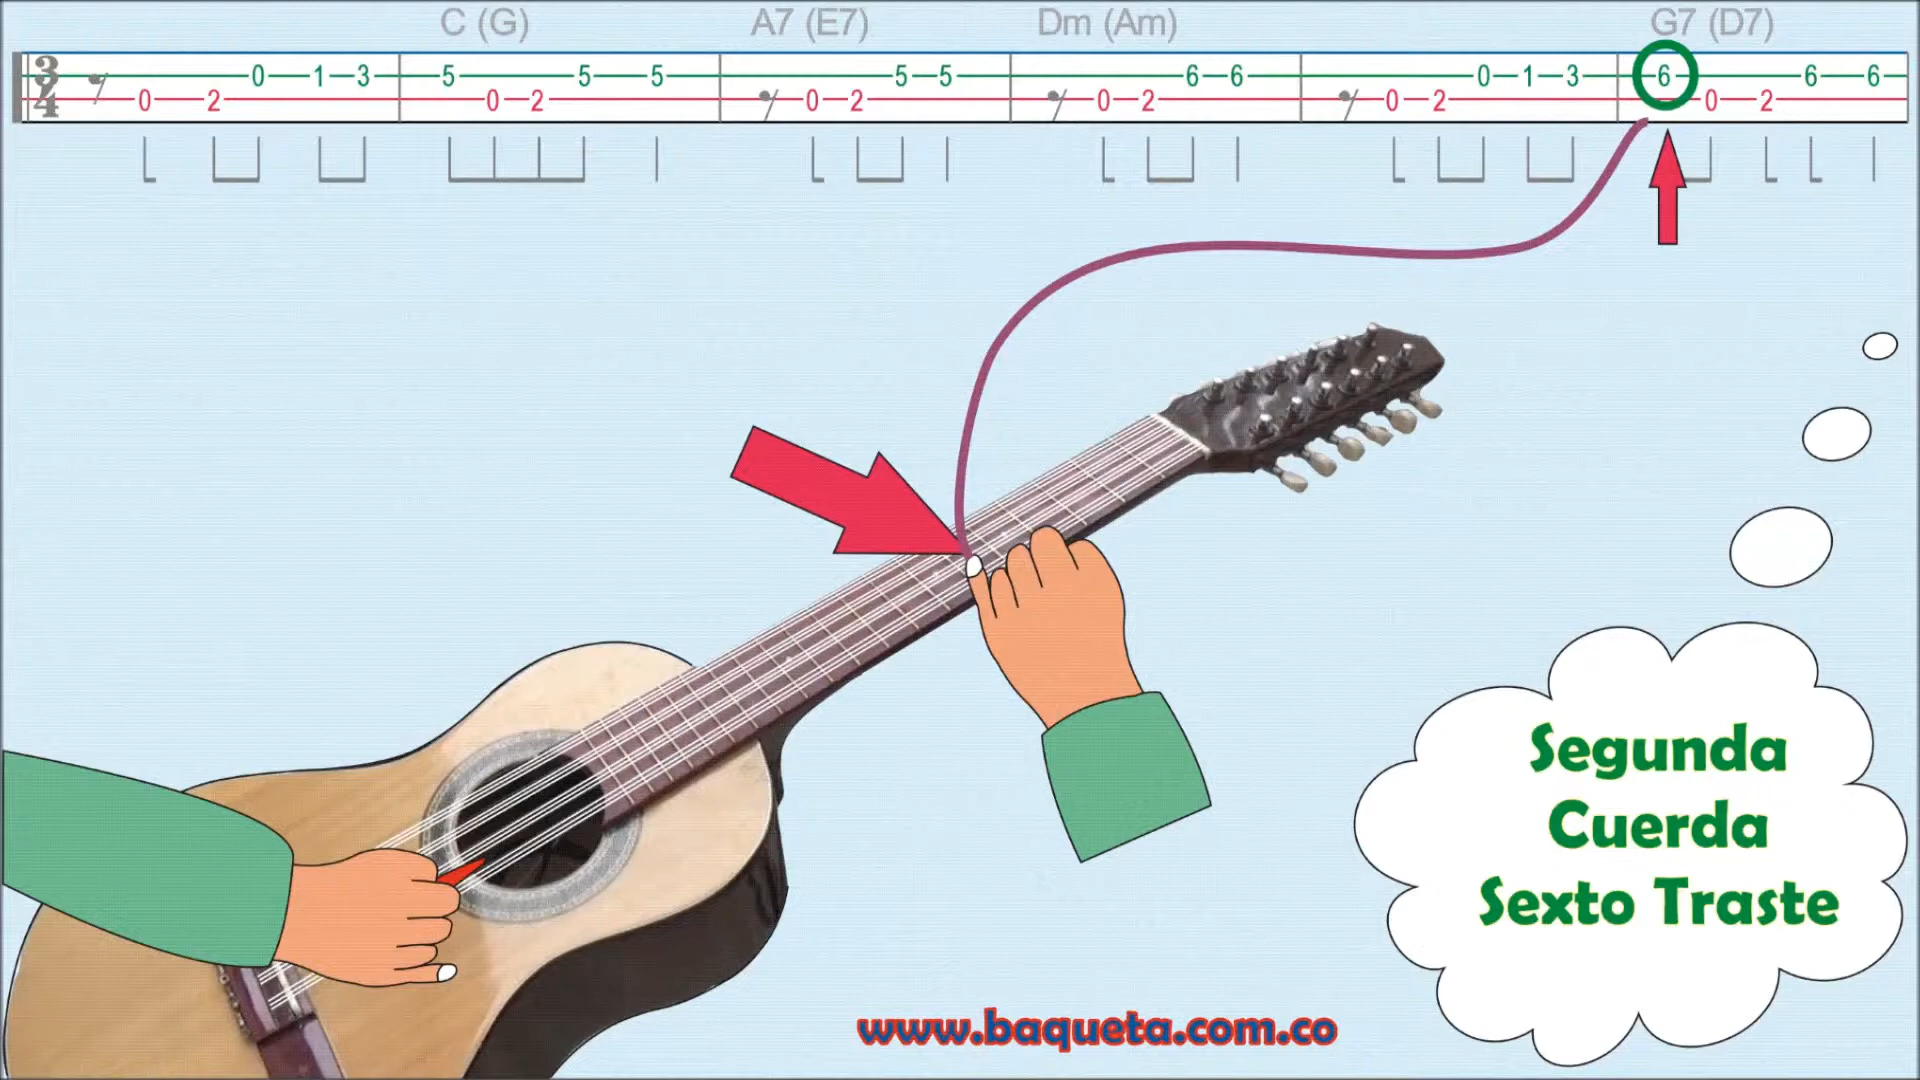 C (G) A7 (E7) Dm (Am) G7 (D7)
3 0 1 3 5 5 5 5 5 6 6 0 1 3 6 6 6
4 0 2 0 2 0 2 0 2 0 2 0 2
Segunda
Cuerda
Sexto Traste
www.baqueta.com.co